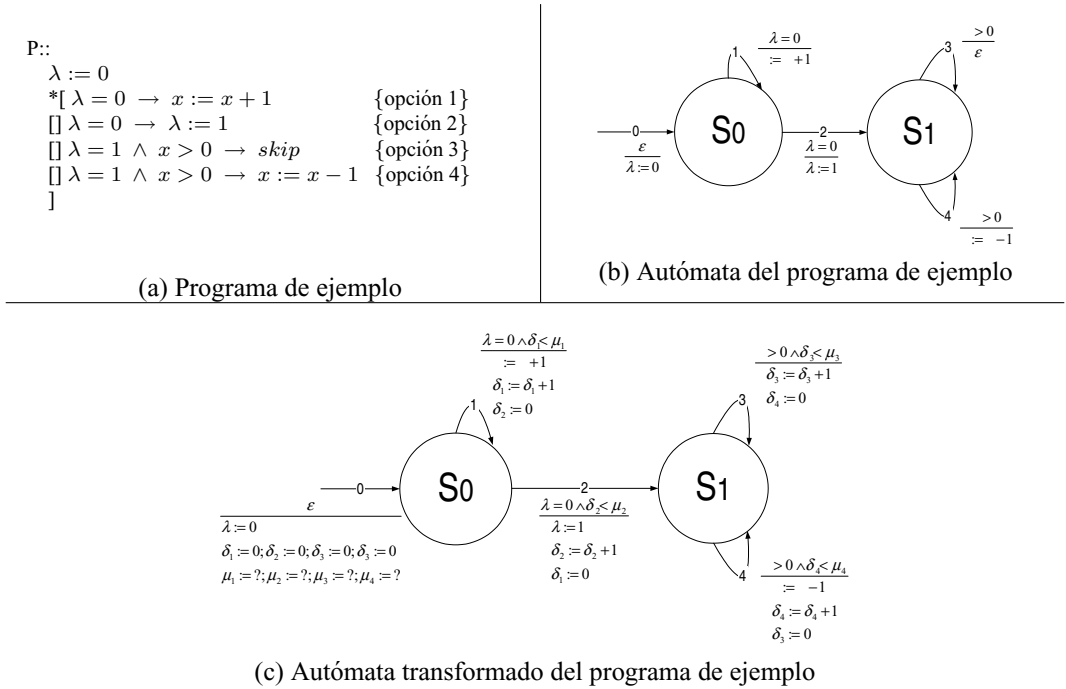 P::
λ := 0
*[ λ = 0 → x := x + 1 {opción 1}
[] λ = 0 → λ := 1 {opción 2}
[] λ = 1 ∧ x > 0 → skip {opción 3}
[] λ = 1 ∧ x > 0 → x := x − 1 {opción 4}
]
(a) Programa de ejemplo
1
λ = 0
:= +1
3
>0
ε
0
ε
λ:=0
S0
2
λ=0
λ:=1
S1
4
>0
:= −1
(b) Autómata del programa de ejemplo
λ = 0 ∧δ₁< μ₁
:= +1
δ₁ := δ₁ +1
δ₂ := 0
1
>0 ∧δ₃< μ₃
δ₃ := δ₃ +1
δ₄ := 0
3
0
ε
λ:=0
δ₁ := 0; δ₂ := 0; δ₃ := 0; δ₃ := 0
μ₁ := ?; μ₂ := ?; μ₃ := ?; μ₄ := ?
S0
2
λ = 0 ∧δ₂< μ₂
λ:=1
δ₂ := δ₂ +1
δ₁ := 0
S1
4
>0 ∧δ₄< μ₄
:= −1
δ₄ := δ₄ +1
δ₃ := 0
(c) Autómata transformado del programa de ejemplo